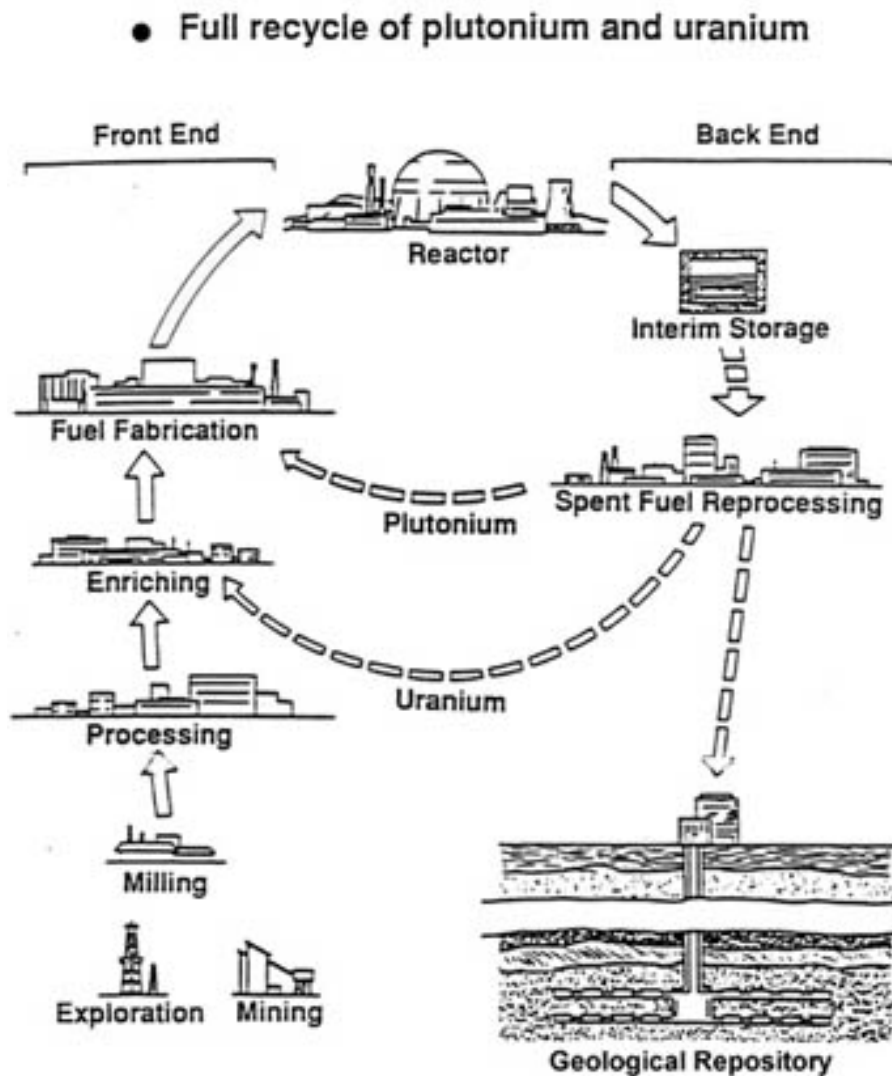 ● Full recycle of plutonium and uranium
Front End
Back End
Reactor
Interim Storage
Fuel Fabrication
Plutonium
Spent Fuel Reprocessing
Enriching
Uranium
Processing
Milling
Exploration
Mining
Geological Repository